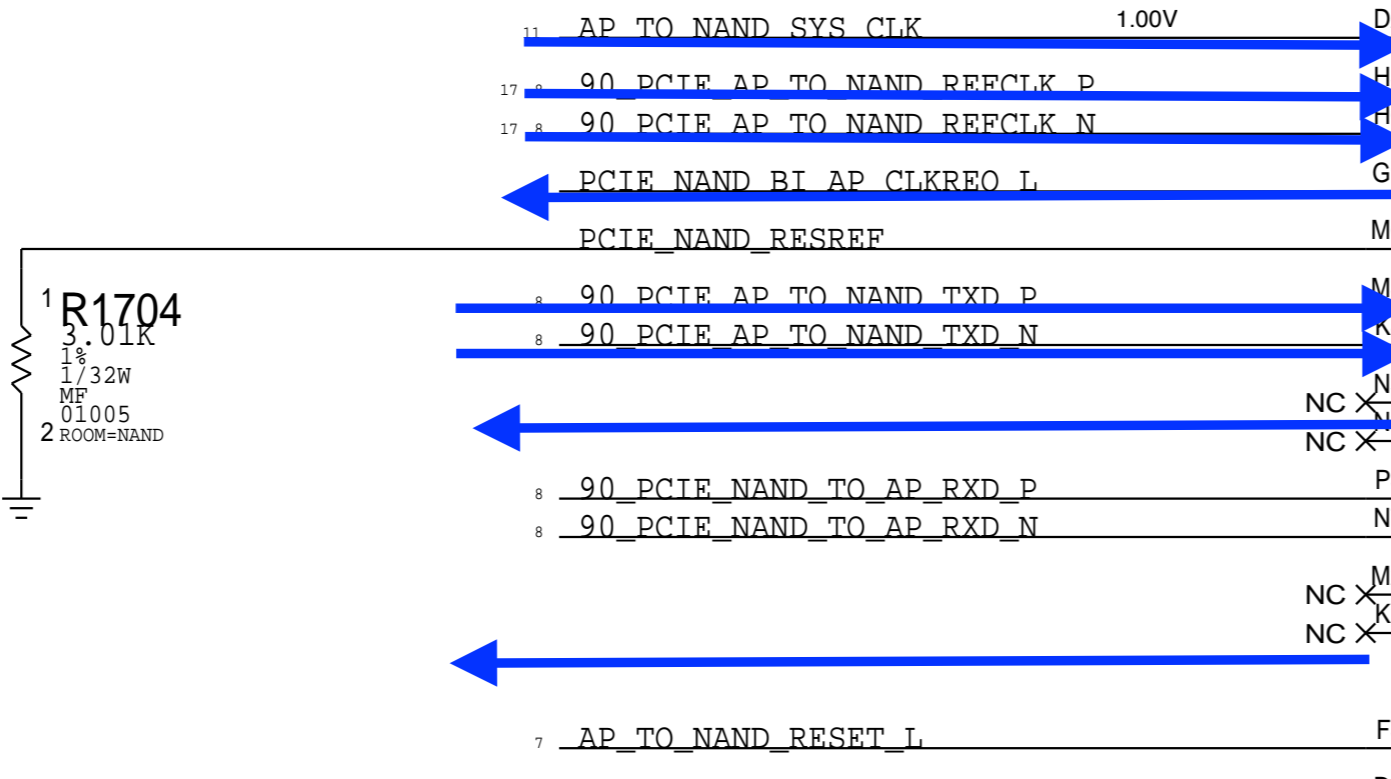 11 AP_TO_NAND_SYS_CLK 1.00V D
17 8 90_PCIE_AP_TO_NAND_REFCLK_P H
17 8 90_PCIE_AP_TO_NAND_REFCLK_N H
PCIE_NAND_BI_AP_CLKREQ_L G
PCIE_NAND_RESREF M
1 R1704
3.01K
1%
1/32W
MF
01005
2 ROOM=NAND
8 90_PCIE_AP_TO_NAND_TXD_P M
8 90_PCIE_AP_TO_NAND_TXD_N K
NC N
NC N
8 90_PCIE_NAND_TO_AP_RXD_P P
8 90_PCIE_NAND_TO_AP_RXD_N N
NC M
NC K
7 AP_TO_NAND_RESET_L F